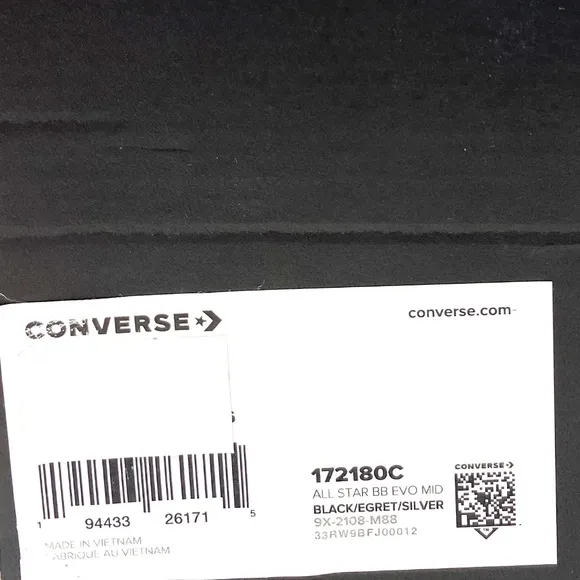 CONVERSE
converse.com
172180C
ALL STAR BB EVO MID
BLACK/EGRET/SILVER
9X-2108-M88
33RW9BFJ00012
CONVERSE
1 94433 26171 5
MADE IN VIETNAM
FABRIQUE AU VIETNAM